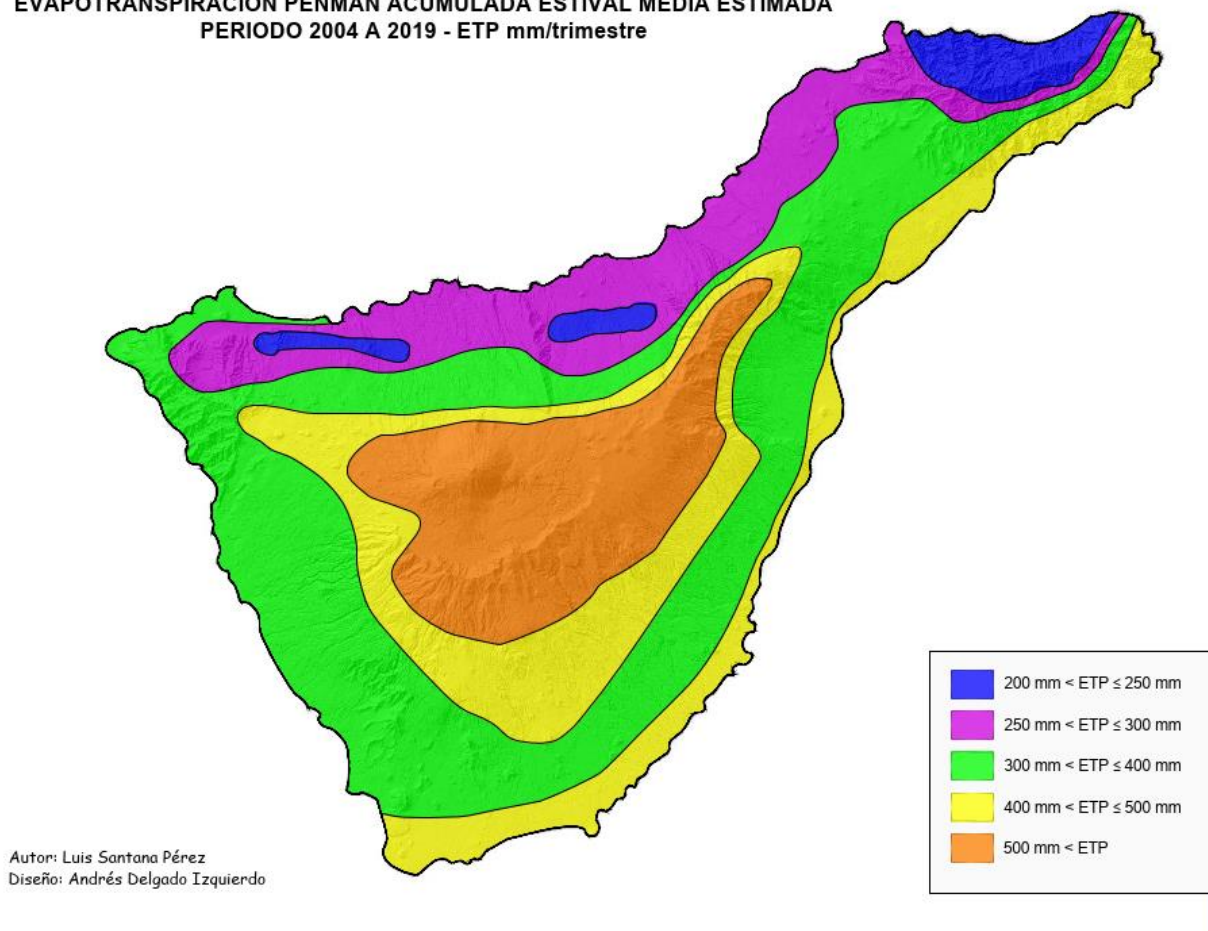 EVAPOTRANSPIRACIÓN PENMAN ACUMULADA ESTIVAL MEDIA ESTIMADA
PERIODO 2004 A 2019 - ETP mm/trimestre
200 mm < ETP ≤ 250 mm
250 mm < ETP ≤ 300 mm
300 mm < ETP ≤ 400 mm
400 mm < ETP ≤ 500 mm
500 mm < ETP
Autor: Luis Santana Pérez
Diseño: Andrés Delgado Izquierdo